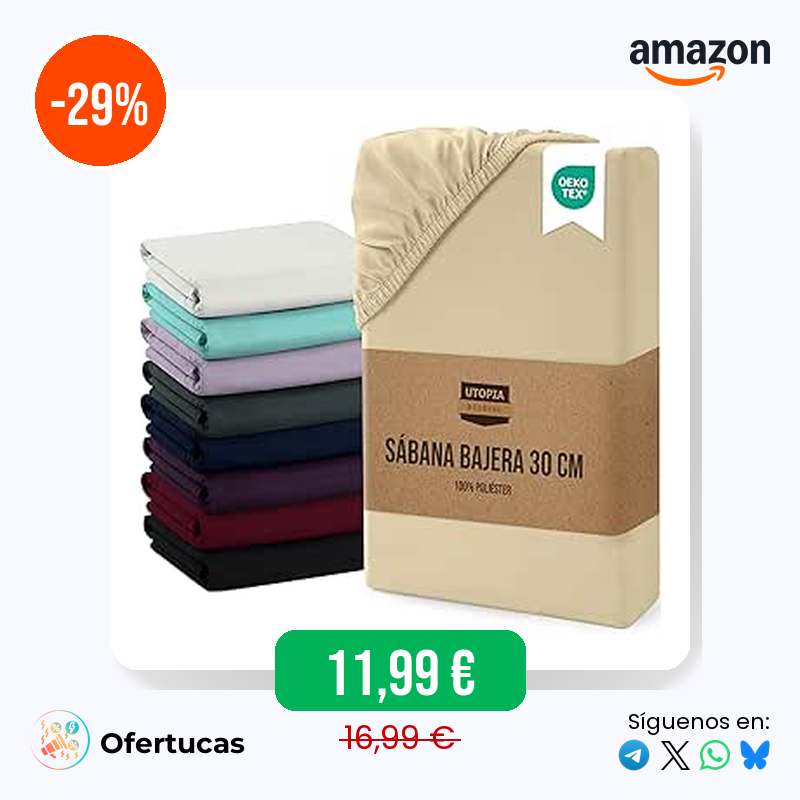 -29%
amazon
OEKO
TEX®
UTOPIA
BEDDING
SÁBANA BAJERA 30 CM
100% POLIÉSTER
11,99 €
16,99 €
Ofertucas
Síguenos en: